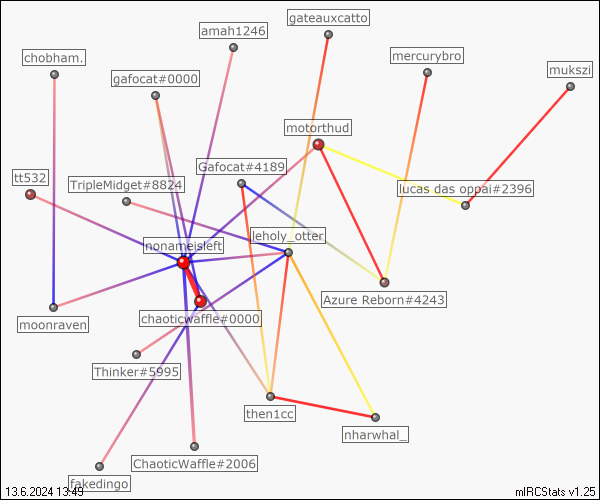 gateauxcatto
amah1246
mercurybro
chobham.
mukszi
gafocat#0000
motorthud
Gafocat#4189
tt532
TripleMidget#8824
lucas das oppai#2396
leholy_otter
nonameisleft
Azure Reborn#4243
chaoticwaffle#0000
moonraven
Thinker#5995
then1cc
nharwhal_
ChaoticWaffle#2006
fakedingo
13.6.2024 13:49
mIRCStats v1.25